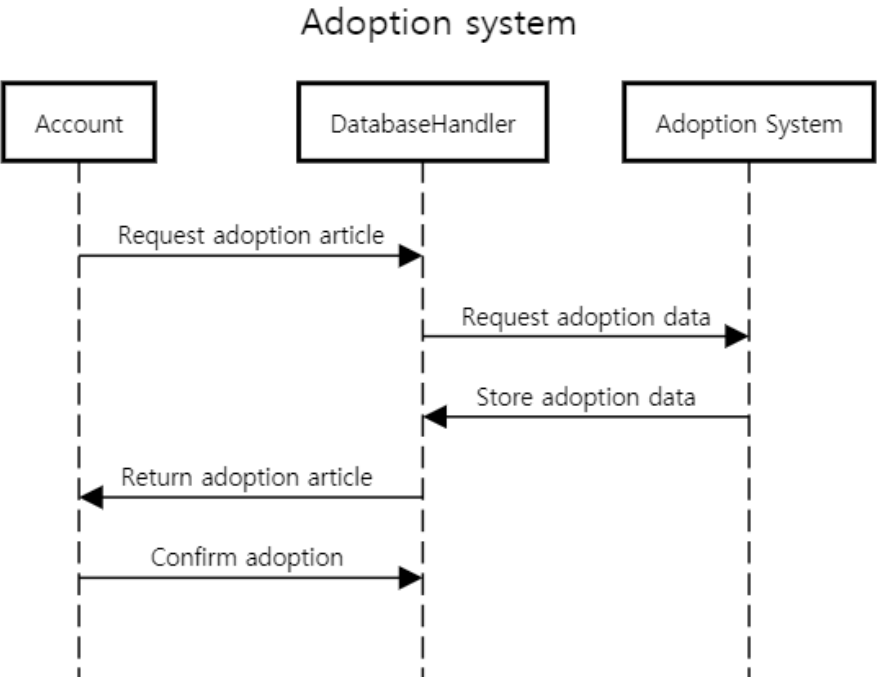 Adoption system
Account
DatabaseHandler
Adoption System
Request adoption article
Request adoption data
Store adoption data
Return adoption article
Confirm adoption